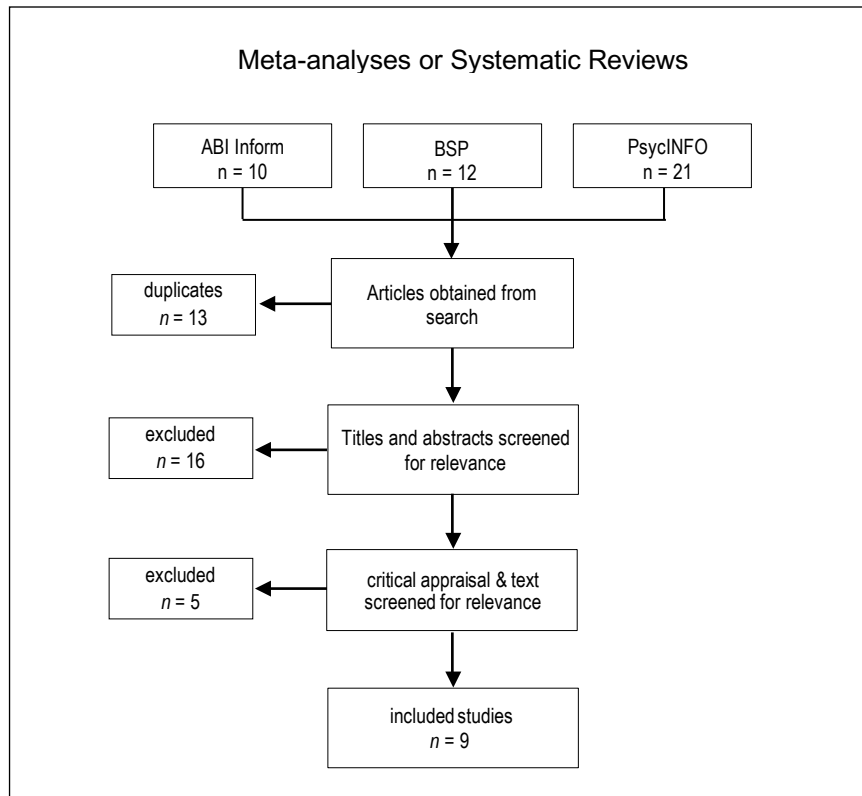 Meta-analyses or Systematic Reviews
ABI Inform
n = 10
BSP
n = 12
PsycINFO
n = 21
duplicates
n = 13
Articles obtained from
search
excluded
n = 16
Titles and abstracts screened
for relevance
excluded
n = 5
critical appraisal & text
screened for relevance
included studies
n = 9